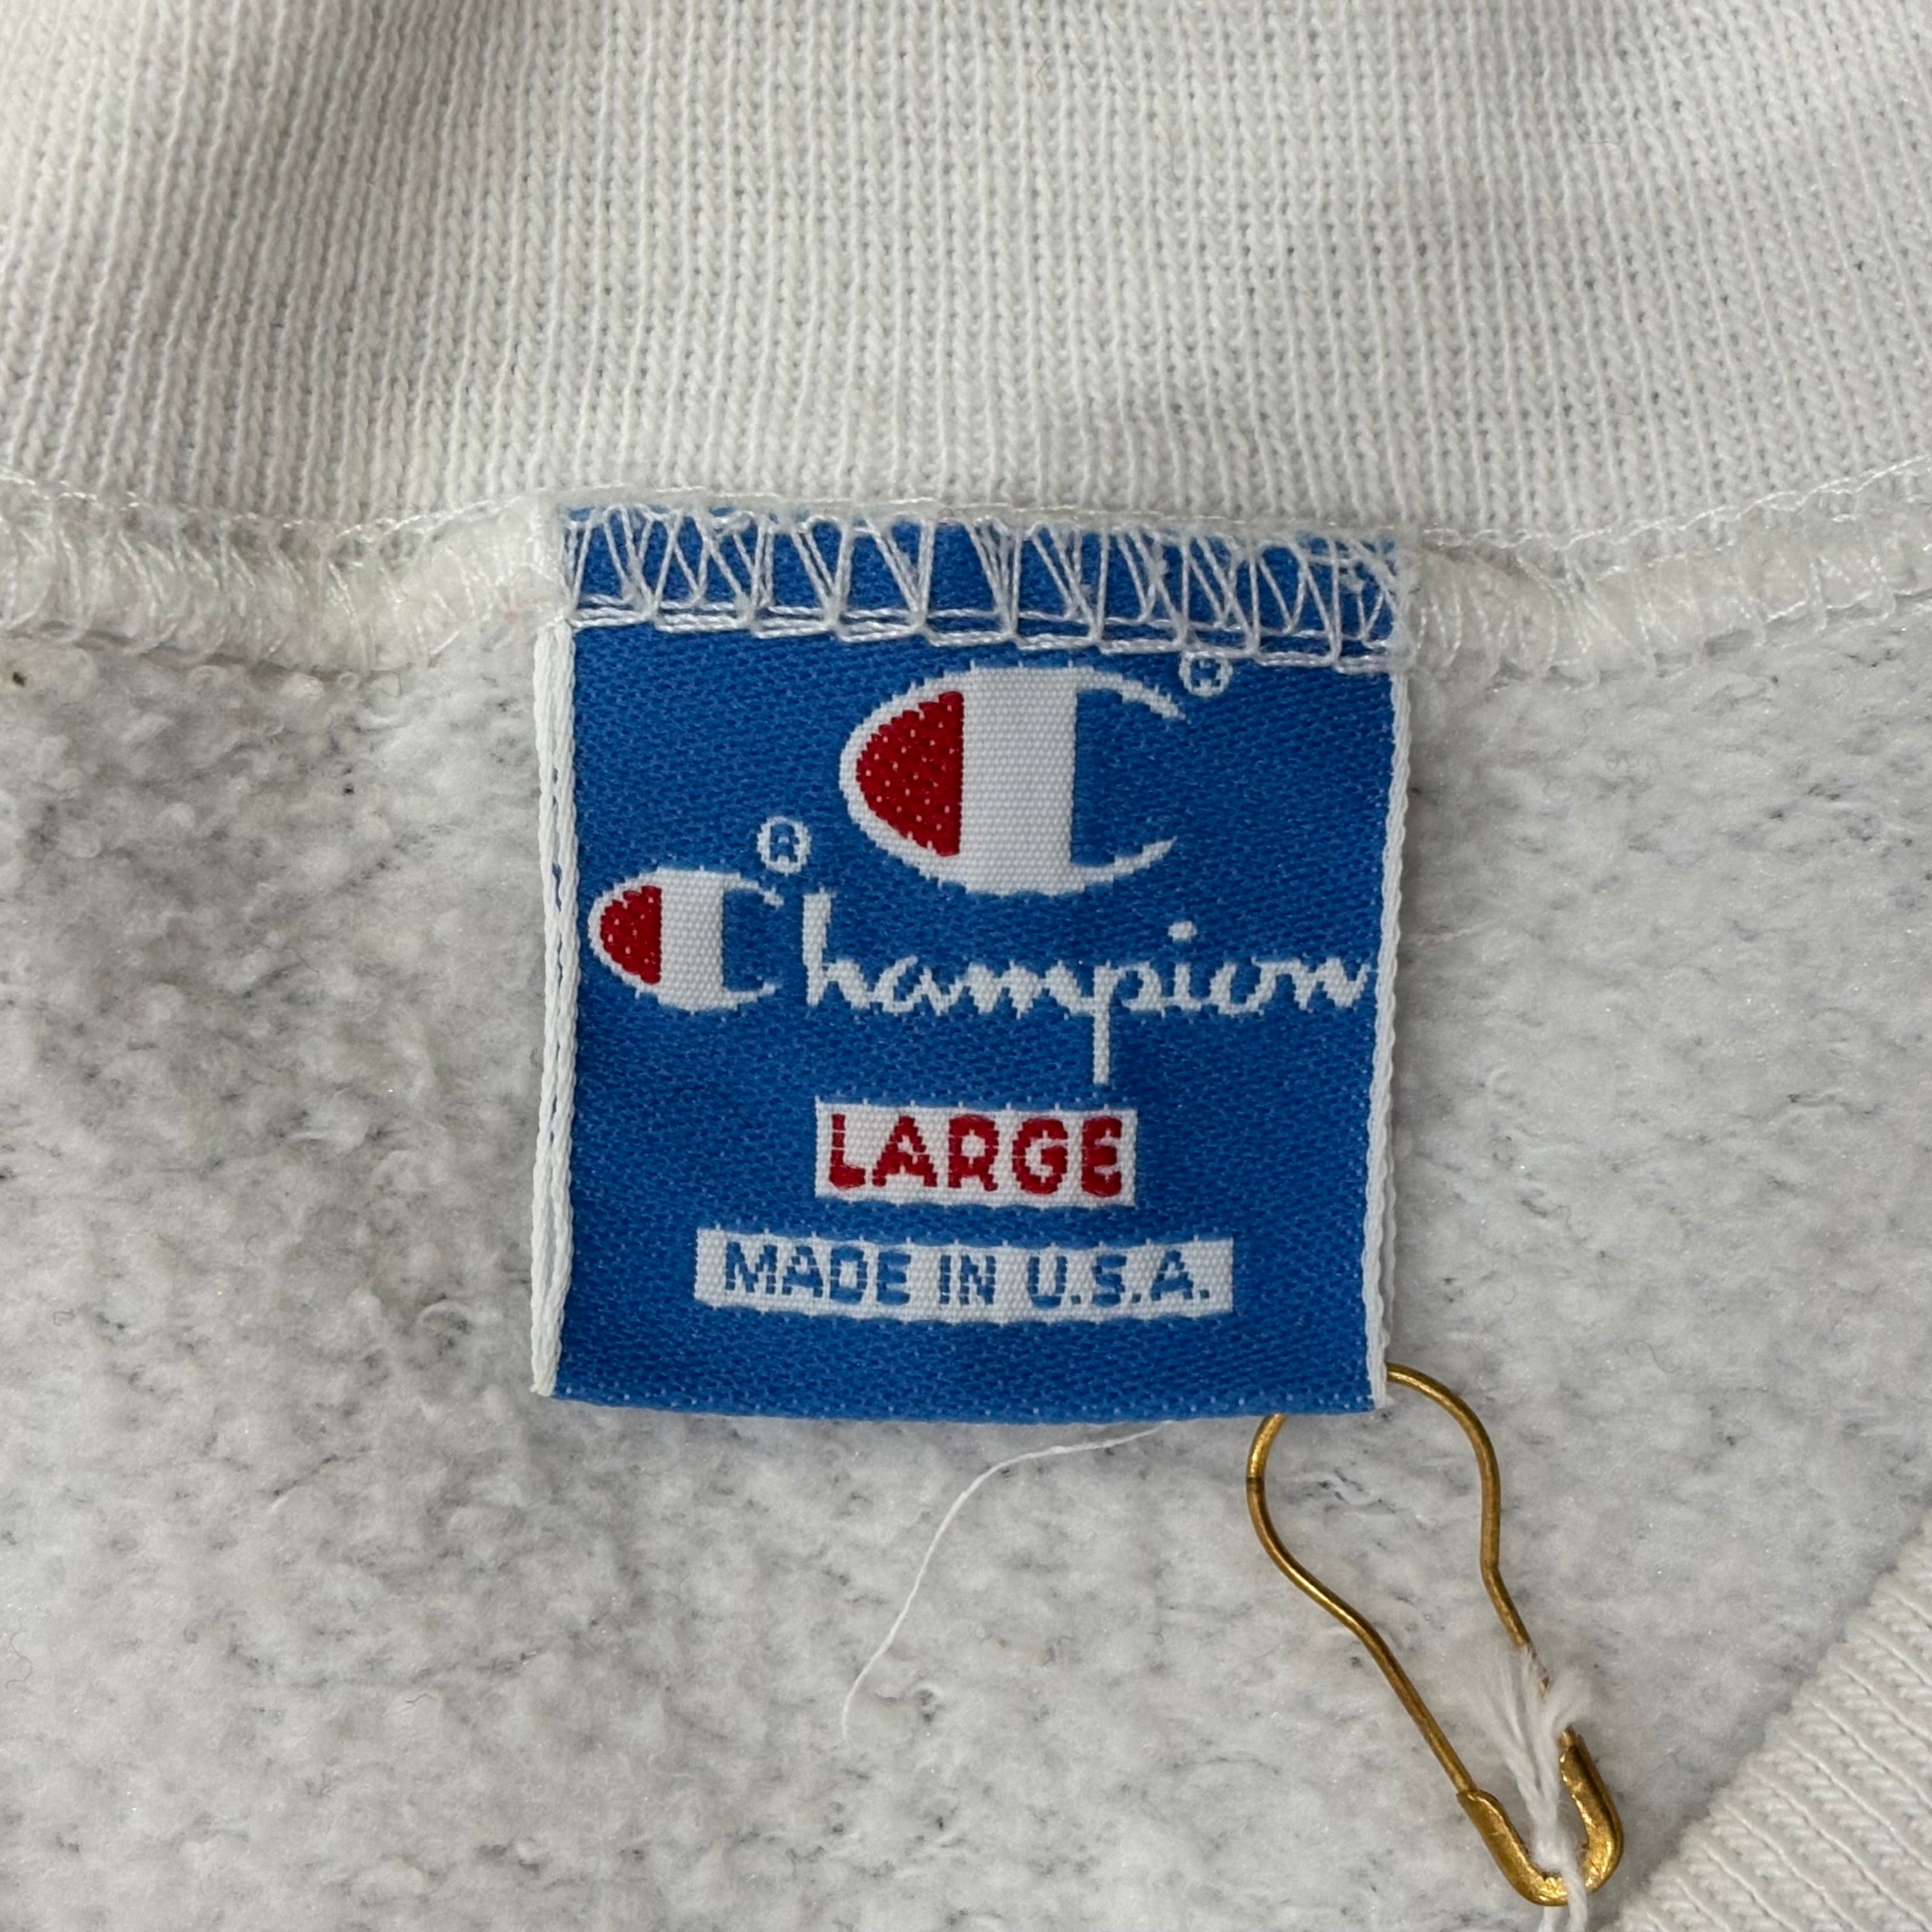 ®
®
Champion
LARGE
MADE IN U.S.A.